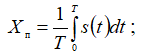 Xп = 1/T ∫₀ᵀ s(t)dt ;